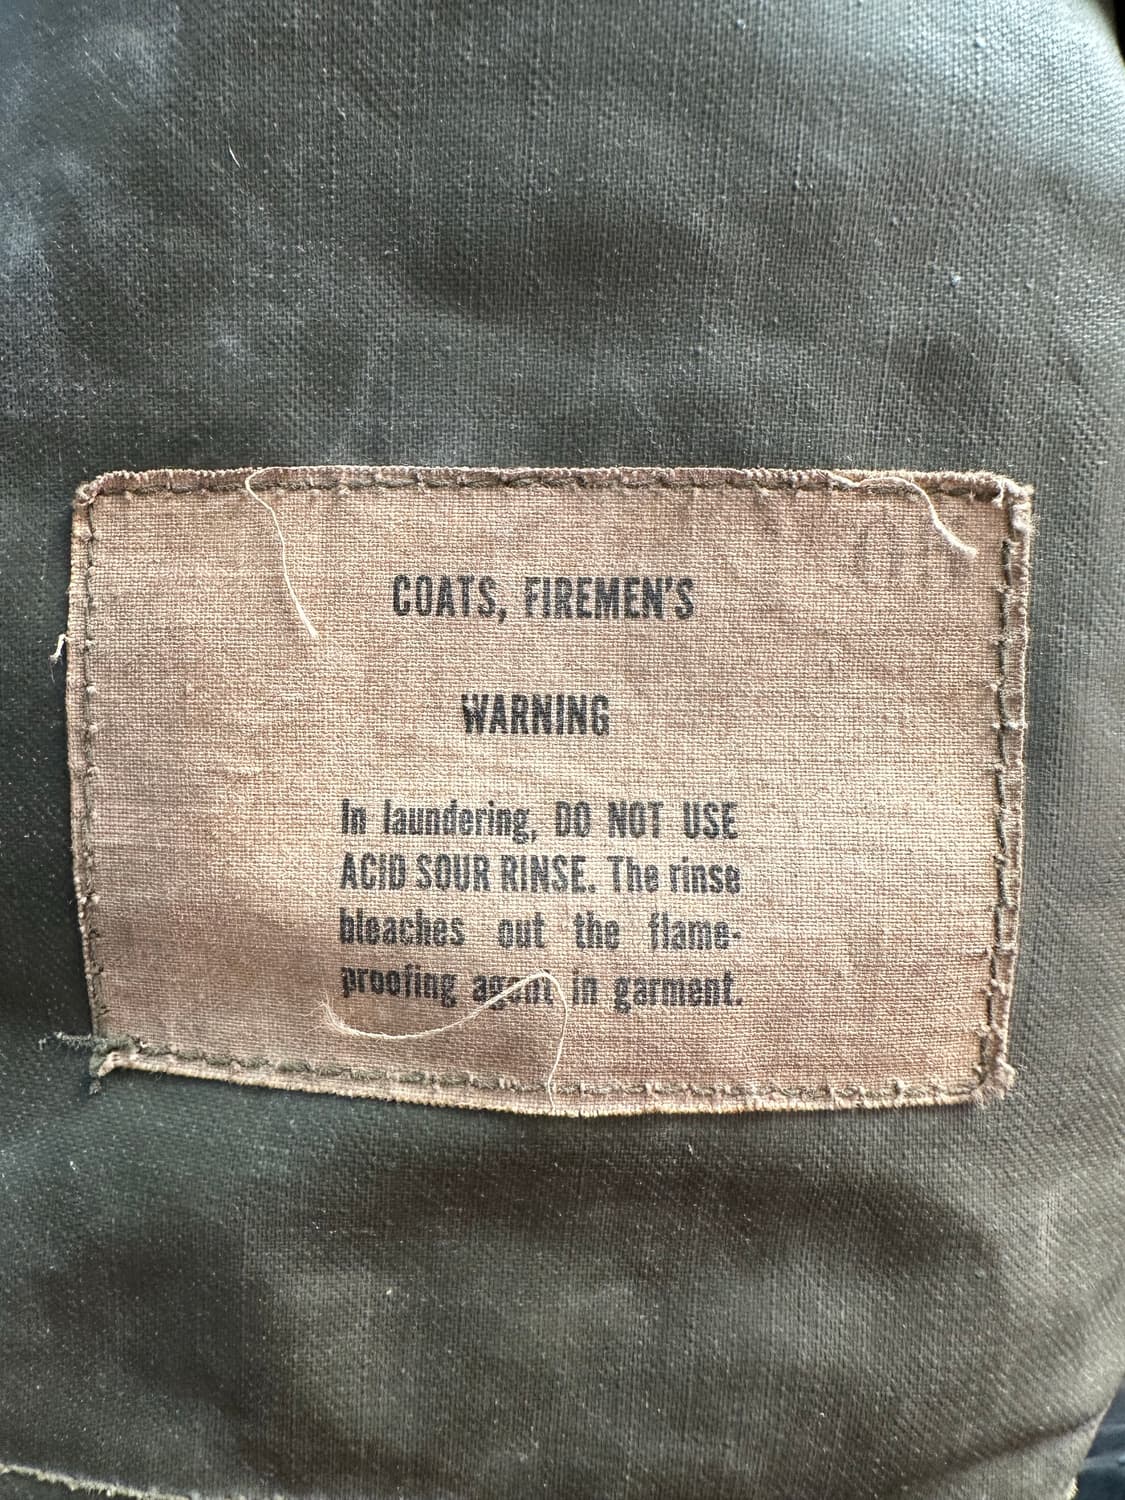 COATS, FIREMEN'S
WARNING
In laundering, DO NOT USE
ACID SOUR RINSE. The rinse
bleaches out the flame-
proofing agent in garment.